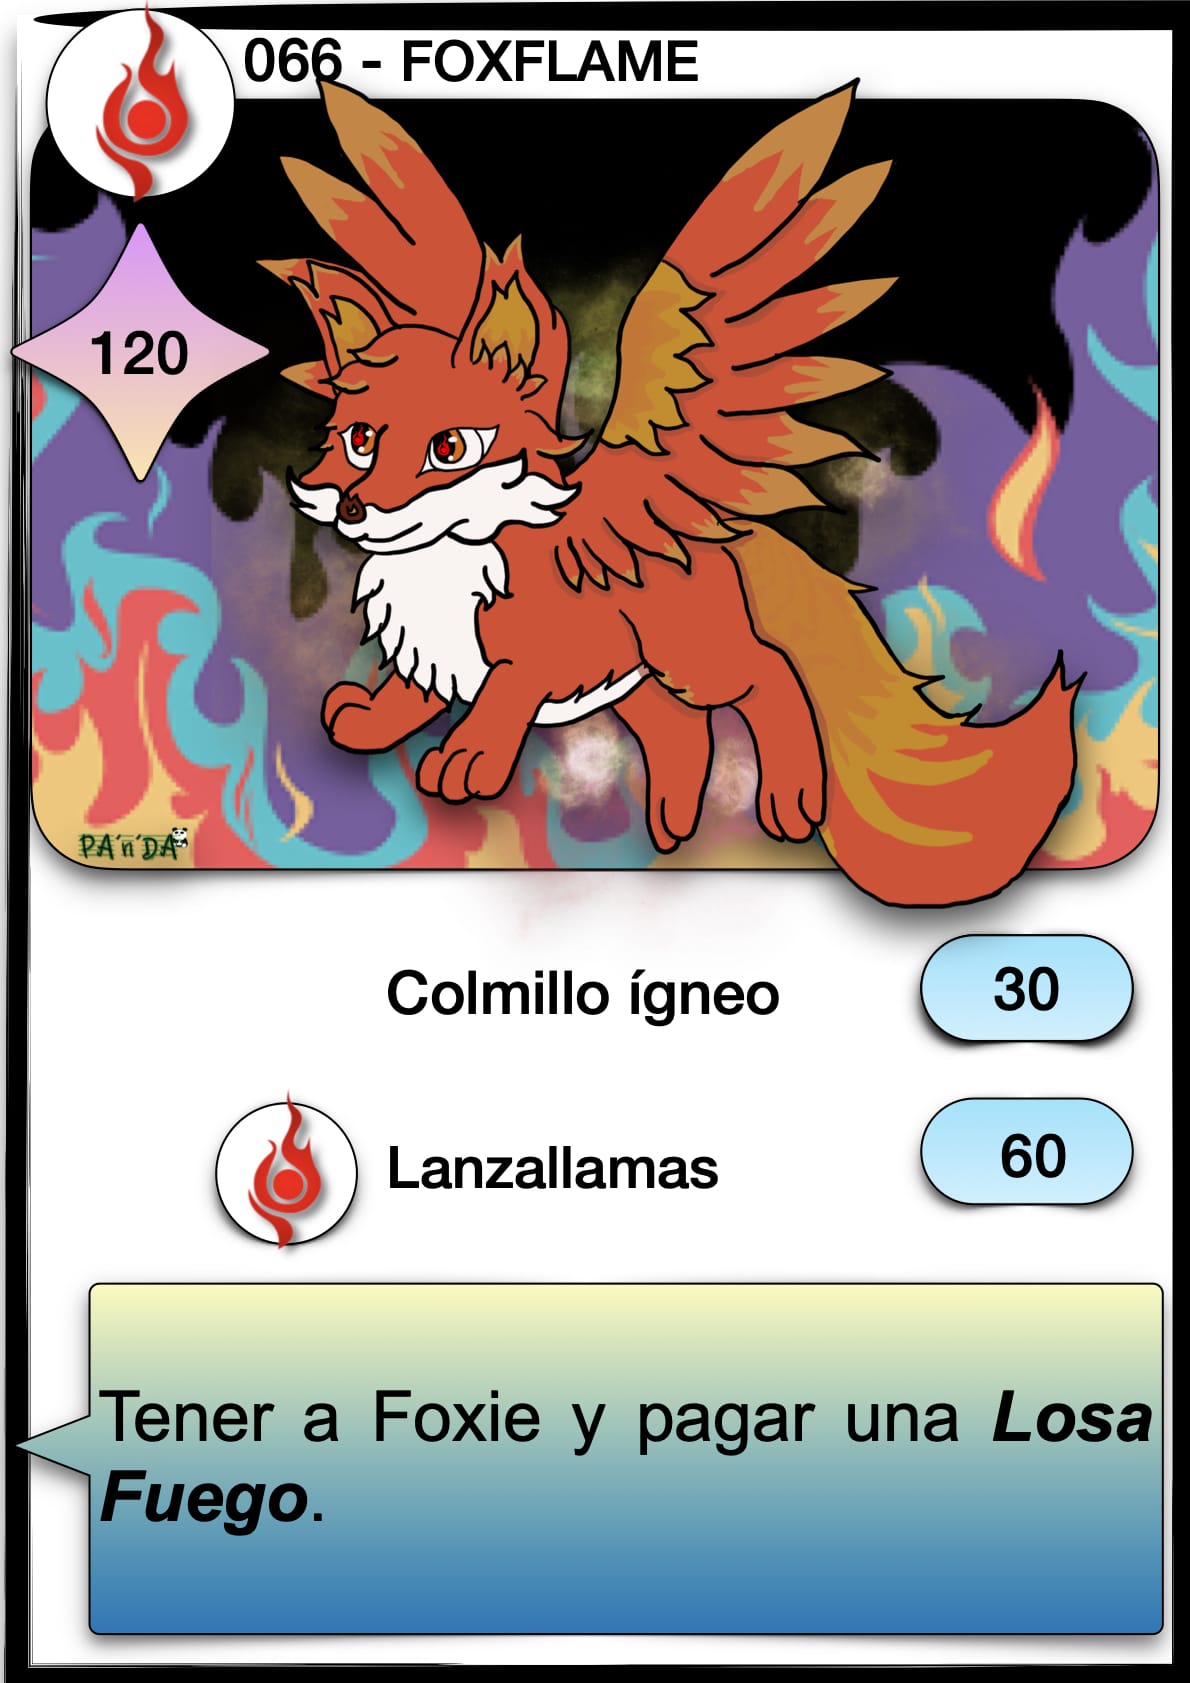 066 - FOXFLAME
120
PA'n'DA
Colmillo ígneo
30
Lanzallamas
60
Tener a Foxie y pagar una Losa
Fuego.